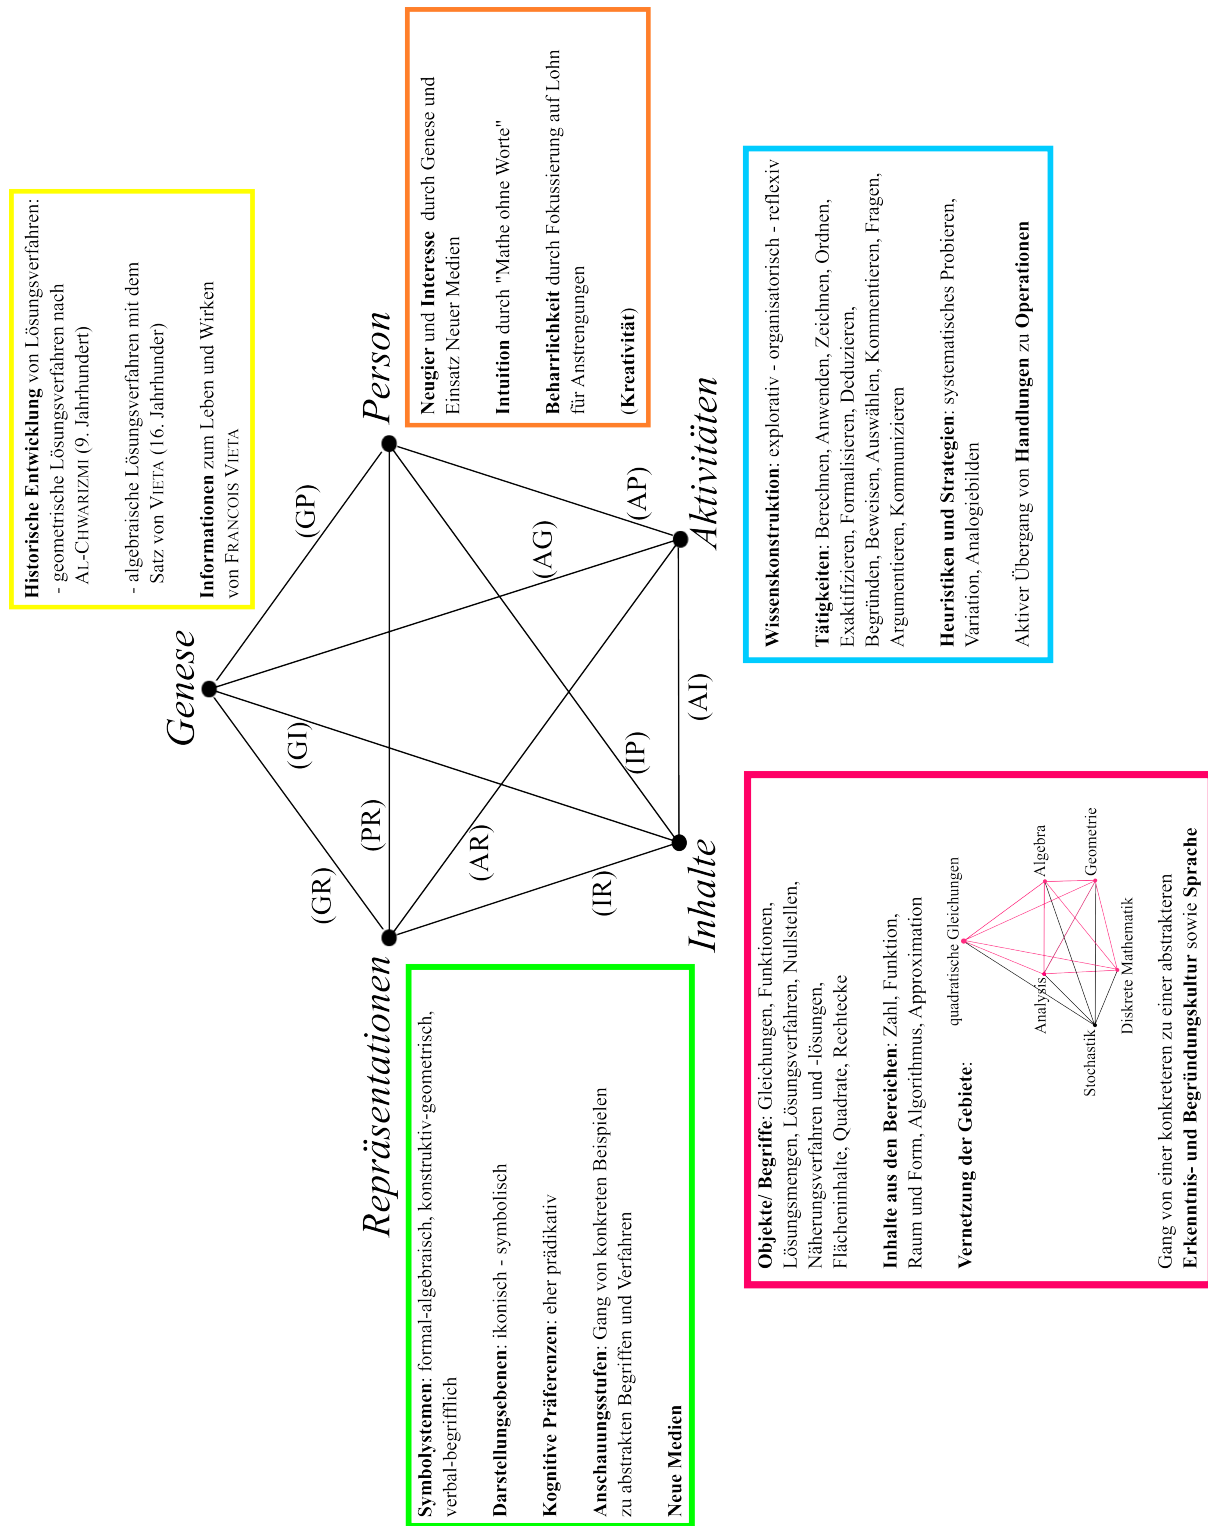 Genese
Historische Entwicklung von Lösungsverfahren:
- geometrische Lösungsverfahren nach
AL-CHWARIZMI (9. Jahrhundert)
- algebraische Lösungsverfahren mit dem
Satz von VIETA (16. Jahrhunder)
Informationen zum Leben und Wirken
von FRANCOIS VIETA
(GR)
(GI)
(GP)
(PR)
(AG)
(AR)
(IP)
(IR)
(AP)
(AI)
Repräsentationen
Symbolystemen: formal-algebraisch, konstruktiv-geometrisch,
verbal-begrifflich
Darstellungsebenen: ikonisch - symbolisch
Kognitive Präferenzen: eher prädikativ
Anschauungsstufen: Gang von konkreten Beispielen
zu abstrakten Begriffen und Verfahren
Neue Medien
Person
Neugier und Interesse durch Genese und
Einsatz Neuer Medien
Intuition durch "Mathe ohne Worte"
Beharrlichkeit durch Fokussierung auf Lohn
für Anstrengungen
(Kreativität)
Inhalte
Objekte/ Begriffe: Gleichungen, Funktionen,
Lösungsmengen, Lösungsverfahren, Nullstellen,
Näherungsverfahren und -lösungen,
Flächeninhalte, Quadrate, Rechtecke
Inhalte aus den Bereichen: Zahl, Funktion,
Raum und Form, Algorithmus, Approximation
Vernetzung der Gebiete:
quadratische Gleichungen
Analysis
Algebra
Stochastik
Geometrie
Diskrete Mathematik
Gang von einer konkreteren zu einer abstrakteren
Erkenntnis- und Begründungskultur sowie Sprache
Aktivitäten
Wissenskonstruktion: explorativ - organisatorisch - reflexiv
Tätigkeiten: Berechnen, Anwenden, Zeichnen, Ordnen,
Exaktifizieren, Formalisieren, Deduzieren,
Begründen, Beweisen, Auswählen, Kommentieren, Fragen,
Argumentieren, Kommunizieren
Heuristiken und Strategien: systematisches Probieren,
Variation, Analogiebilden
Aktiver Übergang von Handlungen zu Operationen